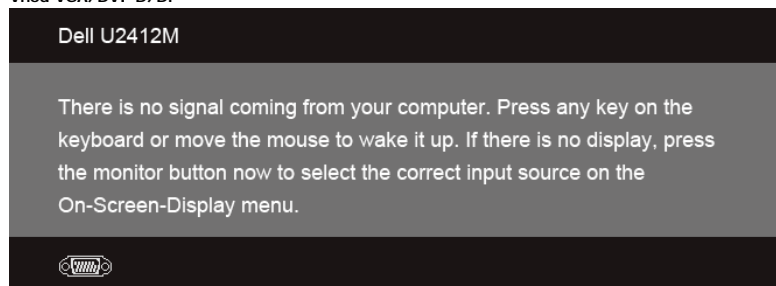 Dell U2412M
There is no signal coming from your computer. Press any key on the
keyboard or move the mouse to wake it up. If there is no display, press
the monitor button now to select the correct input source on the
On-Screen-Display menu.